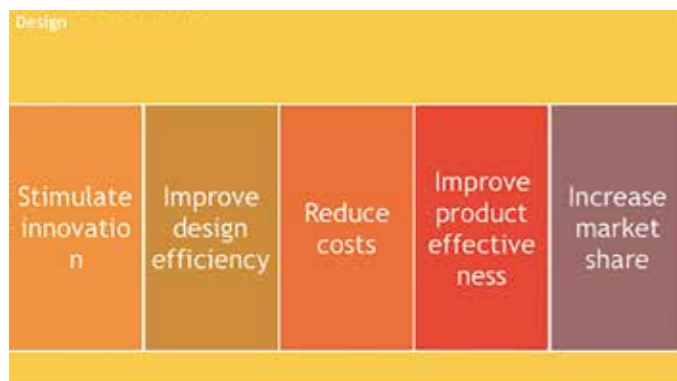 Design
Stimulate
innovatio
n
Improve
design
efficiency
Reduce
costs
Improve
product
effective
ness
Increase
market
share